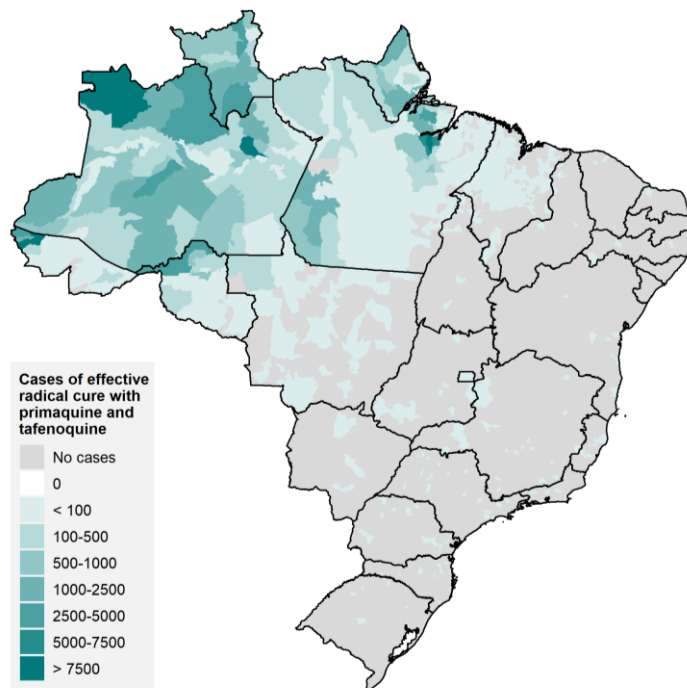 Cases of effective
radical cure with
primaquine and
tafenoquine
No cases
0
< 100
100-500
500-1000
1000-2500
2500-5000
5000-7500
> 7500